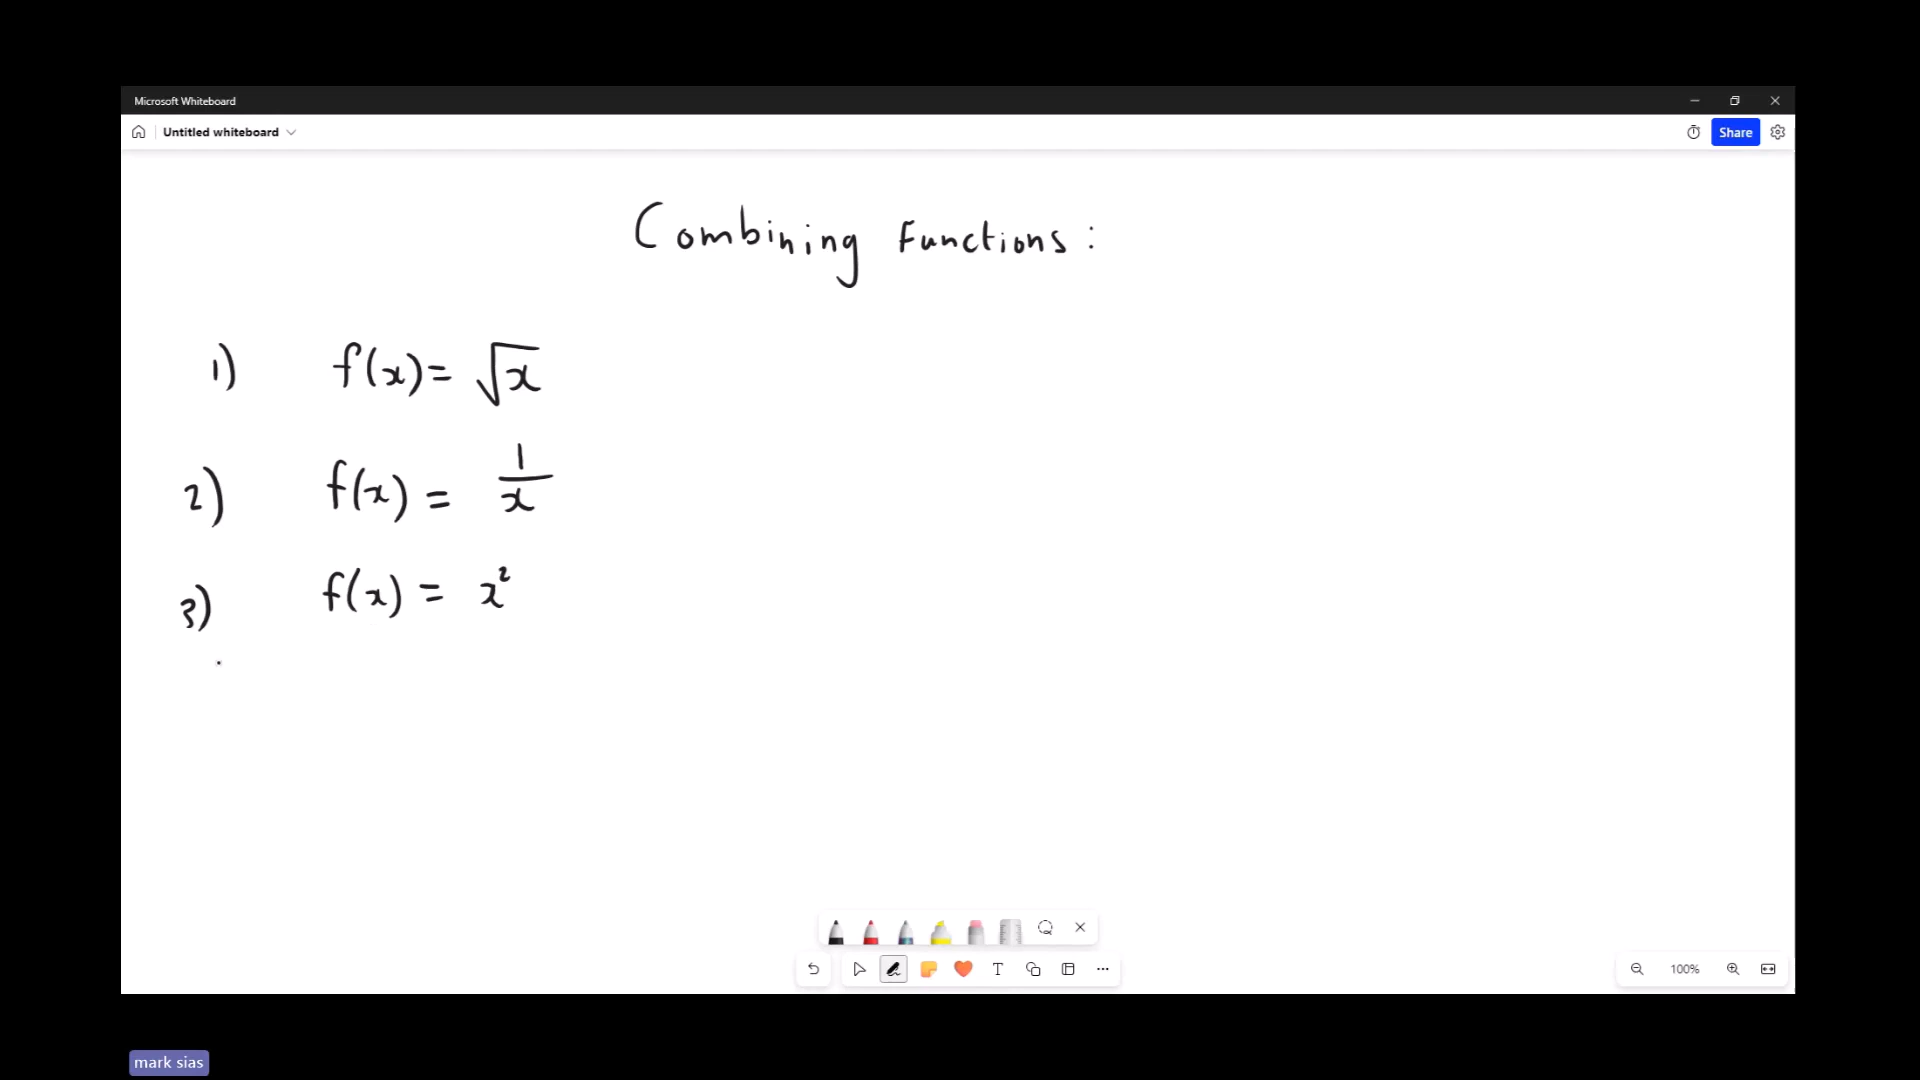 Microsoft Whiteboard
Untitled whiteboard
Share
Combining Functions:
1) f(x) = √x
2) f(x) = 1/x
3) f(x) = x²
100%
mark sias